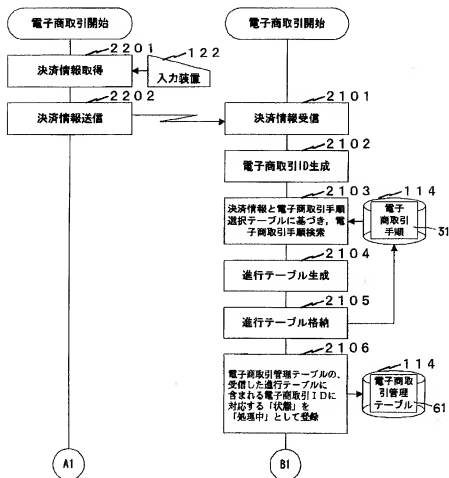 電子商取引開始
電子商取引開始
2201
122
決済情報取得
入力装置
2202
決済情報送信
2101
決済情報受信
2102
電子商取引ID生成
2103
114
決済情報と電子商取引手順
選択テーブルに基づき,電
子商取引手順検索
電子
商取引
手順
31
2104
進行テーブル生成
2105
進行テーブル格納
2106
114
電子商取引管理テーブルの、
受信した進行テーブルに
含まれる電子商取引IDに
対応する「状態」を
「処理中」として登録
電子商取
引管理
テーブル
61
A1
B1